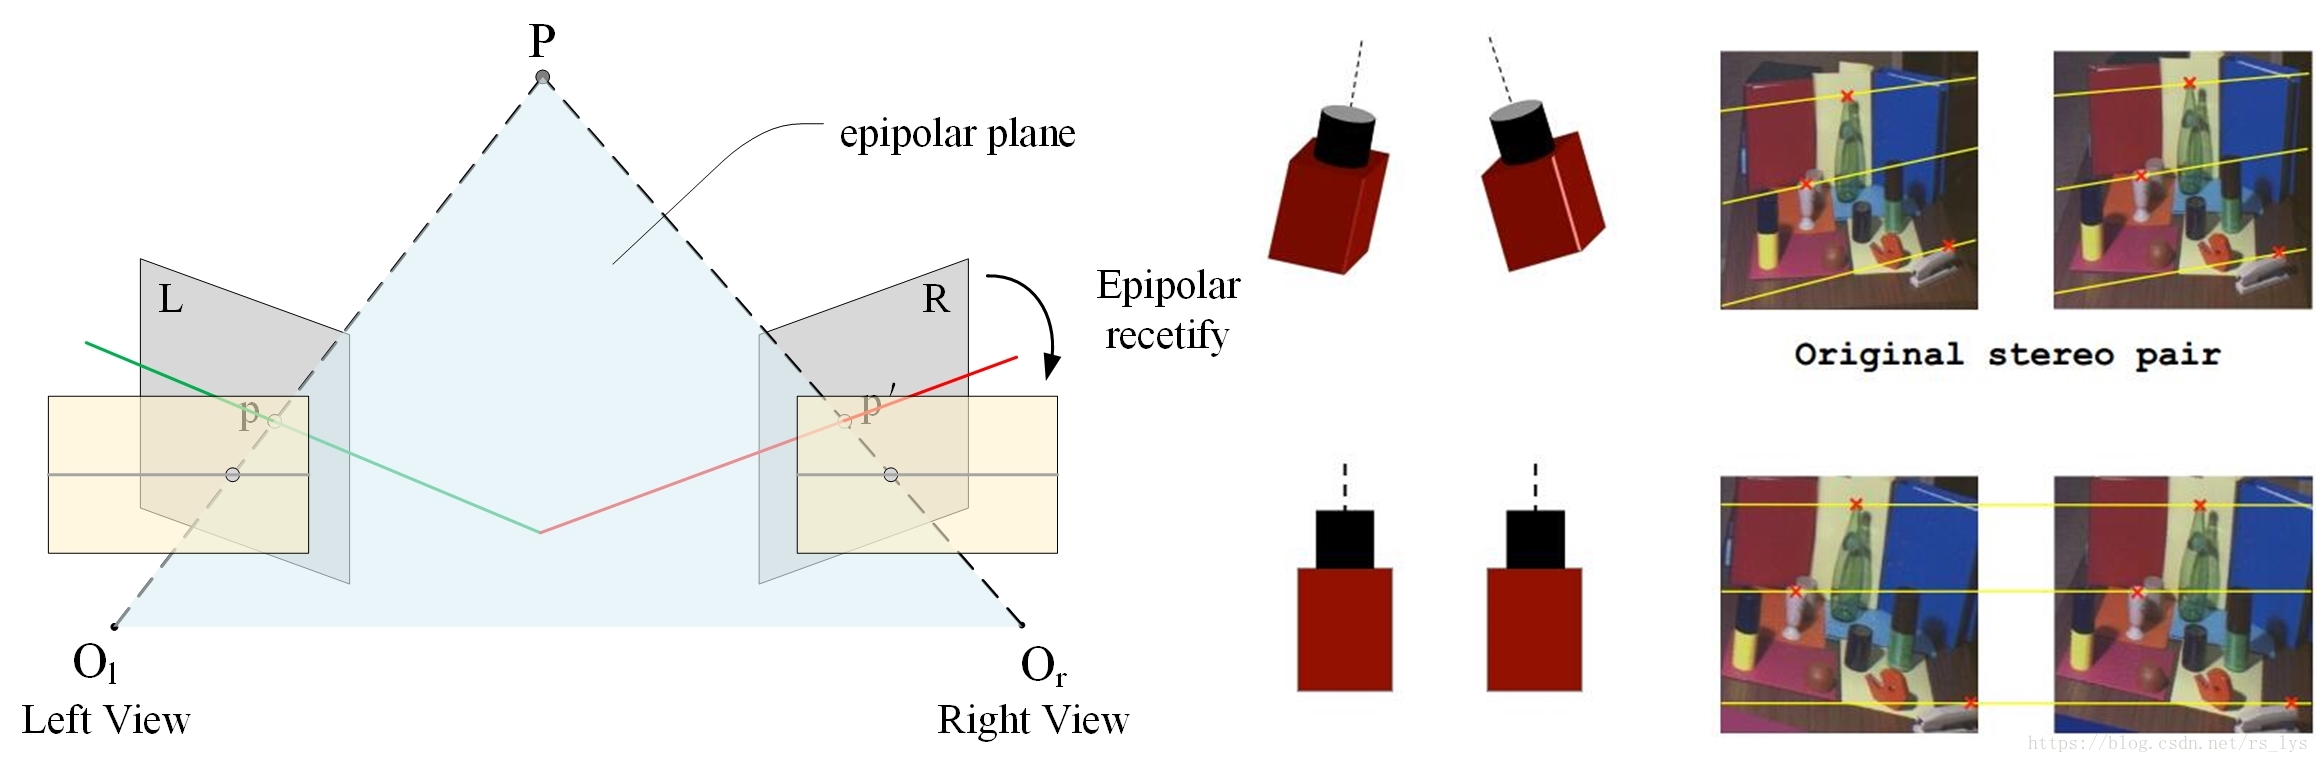 P
epipolar plane
L
R
Epipolar
recetify
p
p′
O_l
Left View
O_r
Right View
Original stereo pair
https://blog.csdn.net/rs_lys